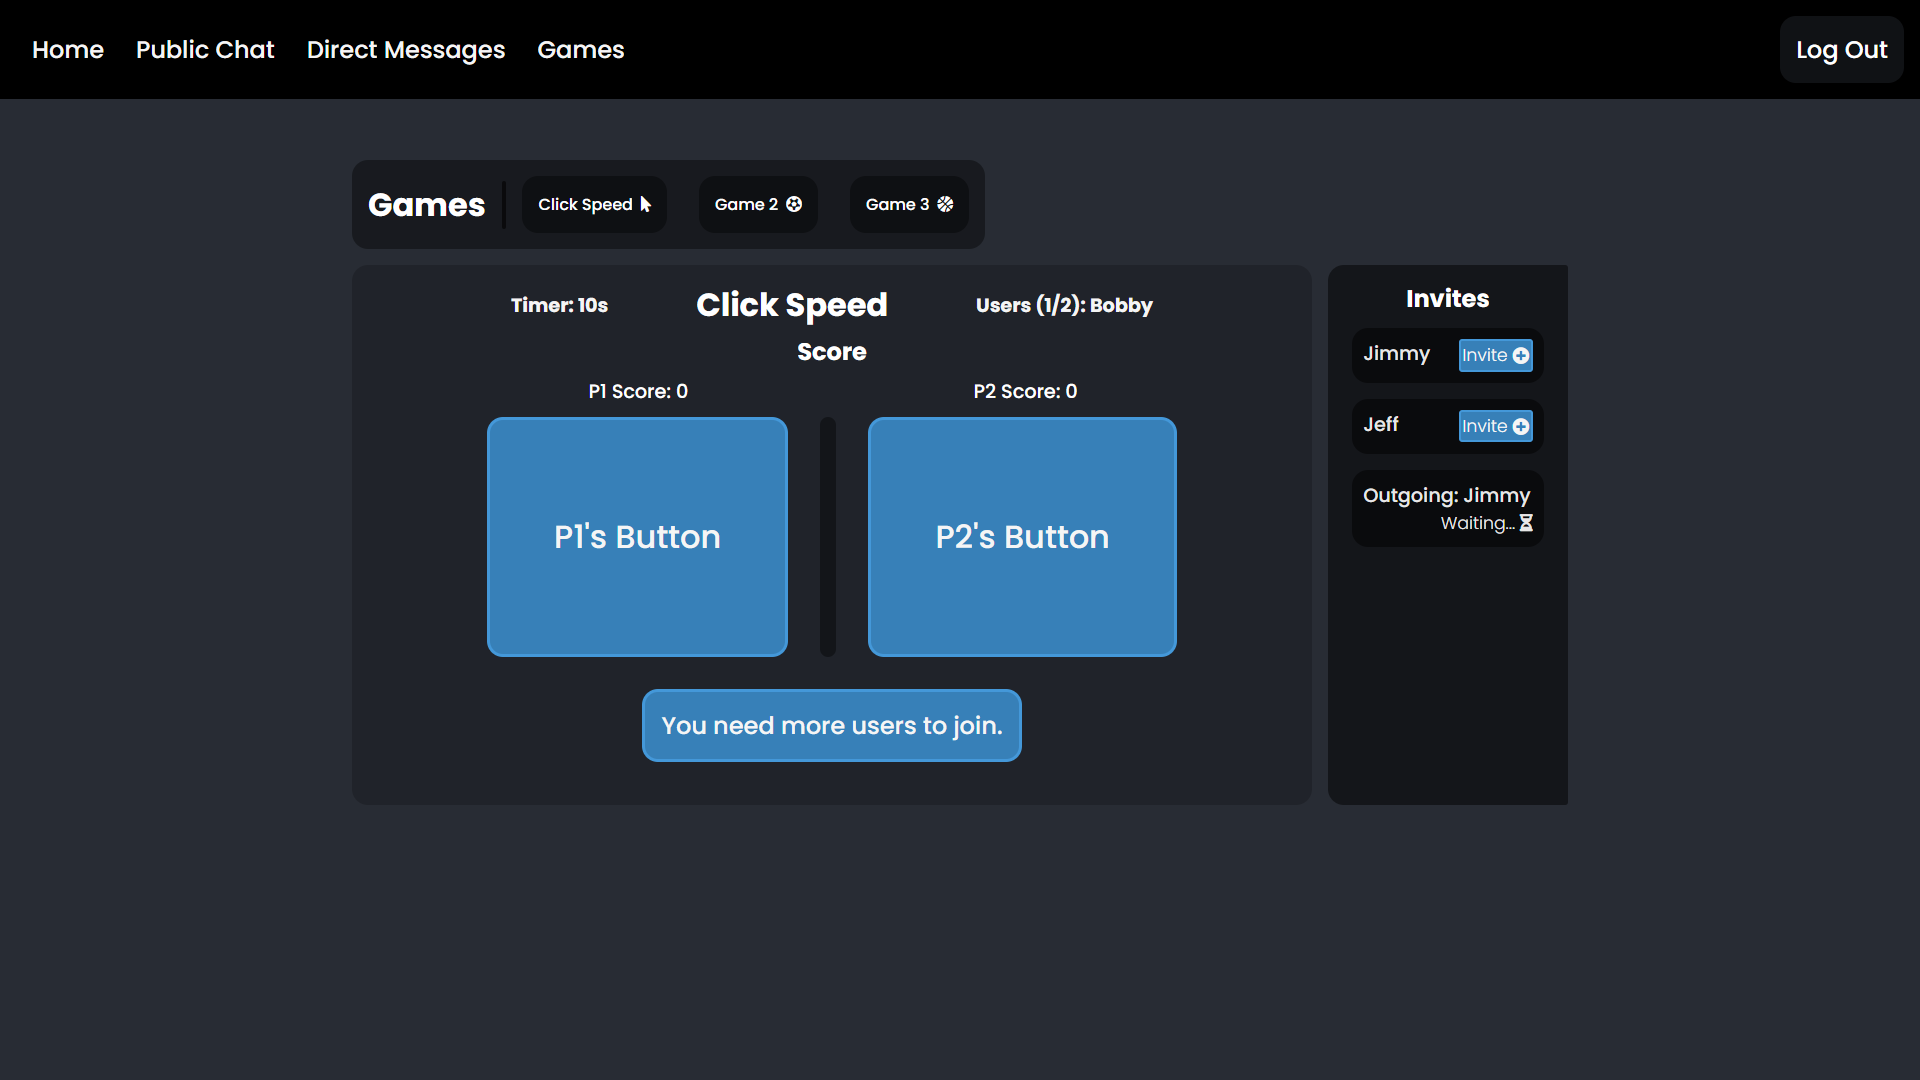 Home Public Chat Direct Messages Games Log Out
Games Click Speed Game 2 Game 3
Timer: 10s Click Speed Users (1/2): Bobby
Score
P1 Score: 0 P2 Score: 0
P1's Button P2's Button
You need more users to join.
Invites
Jimmy Invite
Jeff Invite
Outgoing: Jimmy
Waiting...